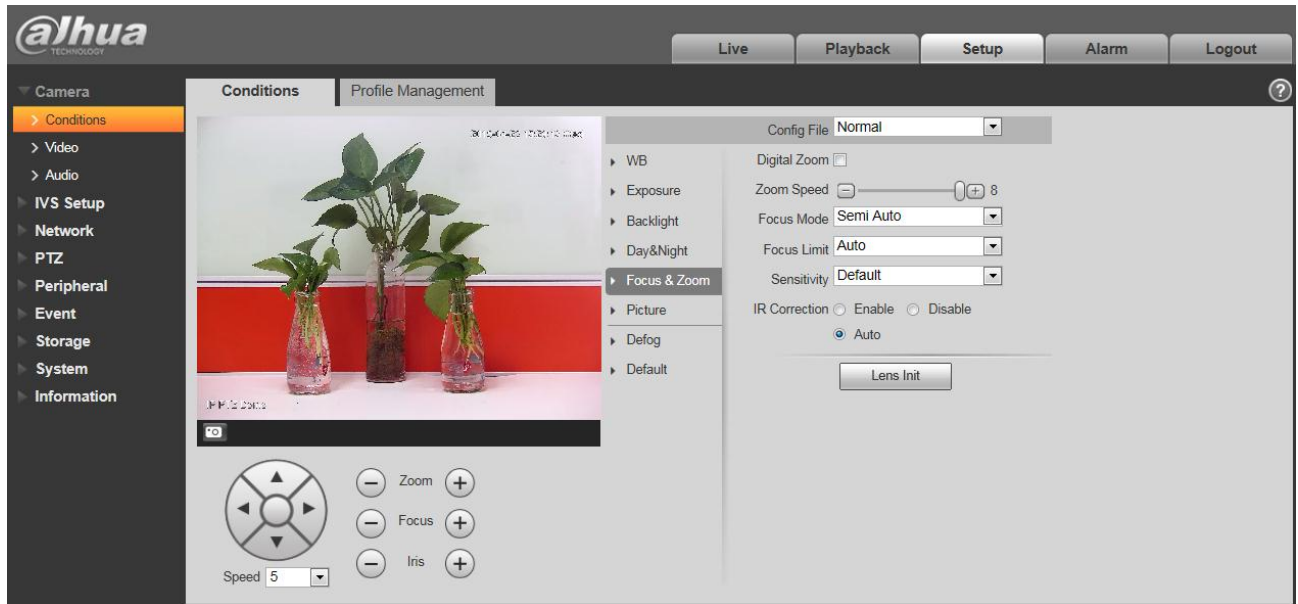 alhua
TECHNOLOGY
Live
Playback
Setup
Alarm
Logout
Camera
Conditions
Video
Audio
IVS Setup
Network
PTZ
Peripheral
Event
Storage
System
Information
Conditions
Profile Management
WB
Exposure
Backlight
Day&Night
Focus & Zoom
Picture
Defog
Default
Config File Normal
Digital Zoom
Zoom Speed 8
Focus Mode Semi Auto
Focus Limit Auto
Sensitivity Default
IR Correction Enable Disable
Auto
Lens Init
Zoom
Focus
Iris
Speed 5